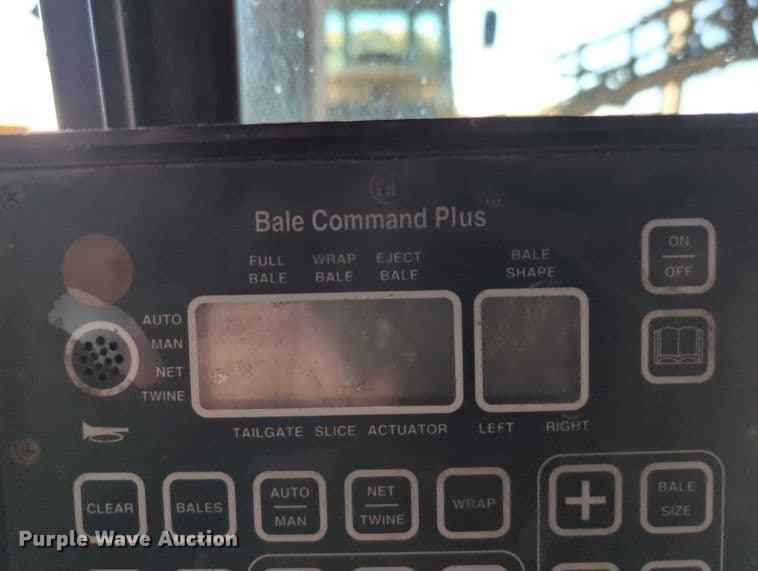 Bale Command Plus™
FULL BALE
WRAP BALE
EJECT BALE
BALE SHAPE
ON
OFF
AUTO
MAN
NET
TWINE
TAILGATE SLICE ACTUATOR
LEFT RIGHT
CLEAR
BALES
AUTO
MAN
NET
TWINE
WRAP
+
BALE
SIZE
Purple Wave Auction